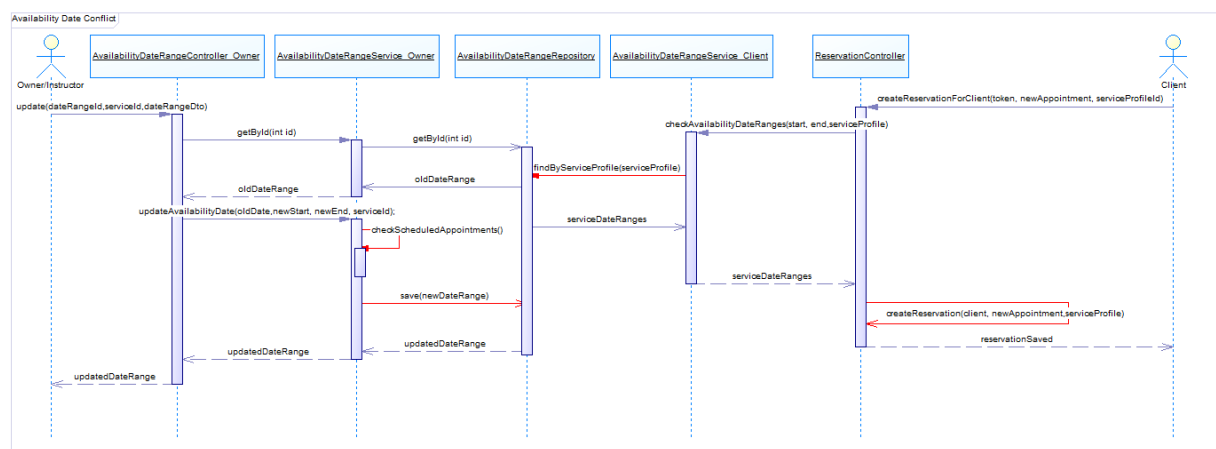 Availability Date Conflict
AvailabilityDateRangeController_Owner
AvailabilityDateRangeService_Owner
AvailabilityDateRangeRepository
AvailabilityDateRangeService_Client
ReservationController
Owner/Instructor
Client
createReservationForClient(token, newAppointment, serviceProfileId)
update(dateRangeId,serviceId,dateRangeDto)
checkAvailabilityDateRanges(start, end,serviceProfile)
getById(int id)
getById(int id)
findByServiceProfile(serviceProfile)
oldDateRange
oldDateRange
updateAvailabilityDate(oldDate,newStart, newEnd, serviceId);
serviceDateRanges
checkScheduledAppointments()
serviceDateRanges
save(newDateRange)
createReservation(client, newAppointment,serviceProfile)
reservationSaved
updatedDateRange
updatedDateRange
updatedDateRange